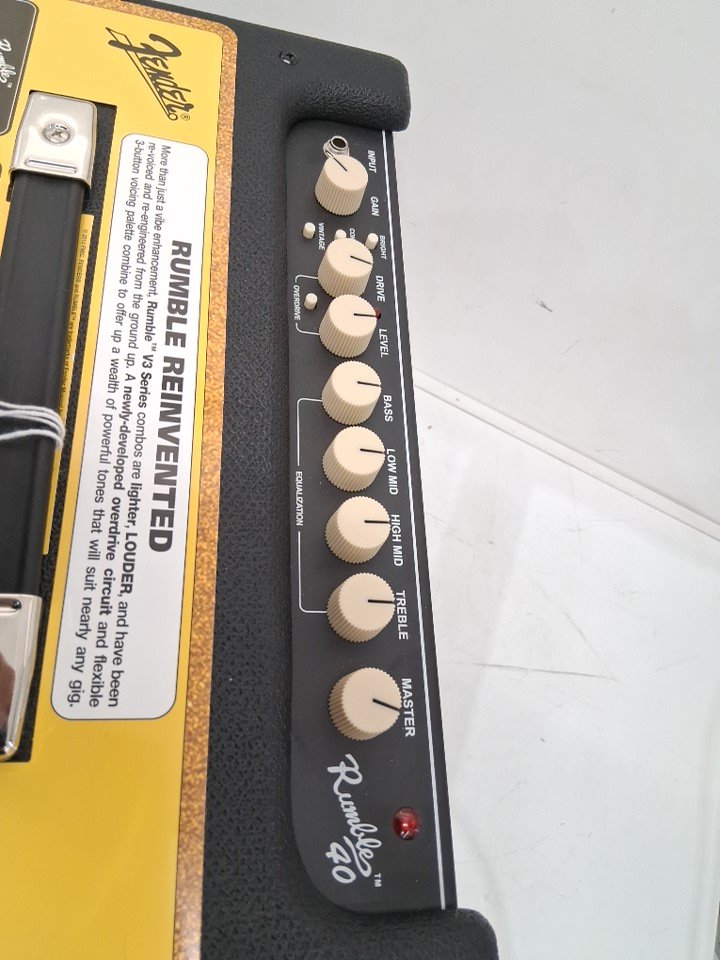 Rumble™
Fender®
RUMBLE REINVENTED
More than just a vibe enhancement, Rumble™ V3 Series combos are lighter, LOUDER, and have been
re-voiced and re-engineered from the ground up. A newly-developed overdrive circuit and flexible
3-button voicing palette combine to offer up a wealth of powerful tones that will suit nearly any gig.
INPUT
GAIN
BRIGHT
VINTAGE
DRIVE
OVERDRIVE
LEVEL
BASS
LOW MID
HIGH MID
TREBLE
EQUALIZATION
MASTER
Rumble™
40